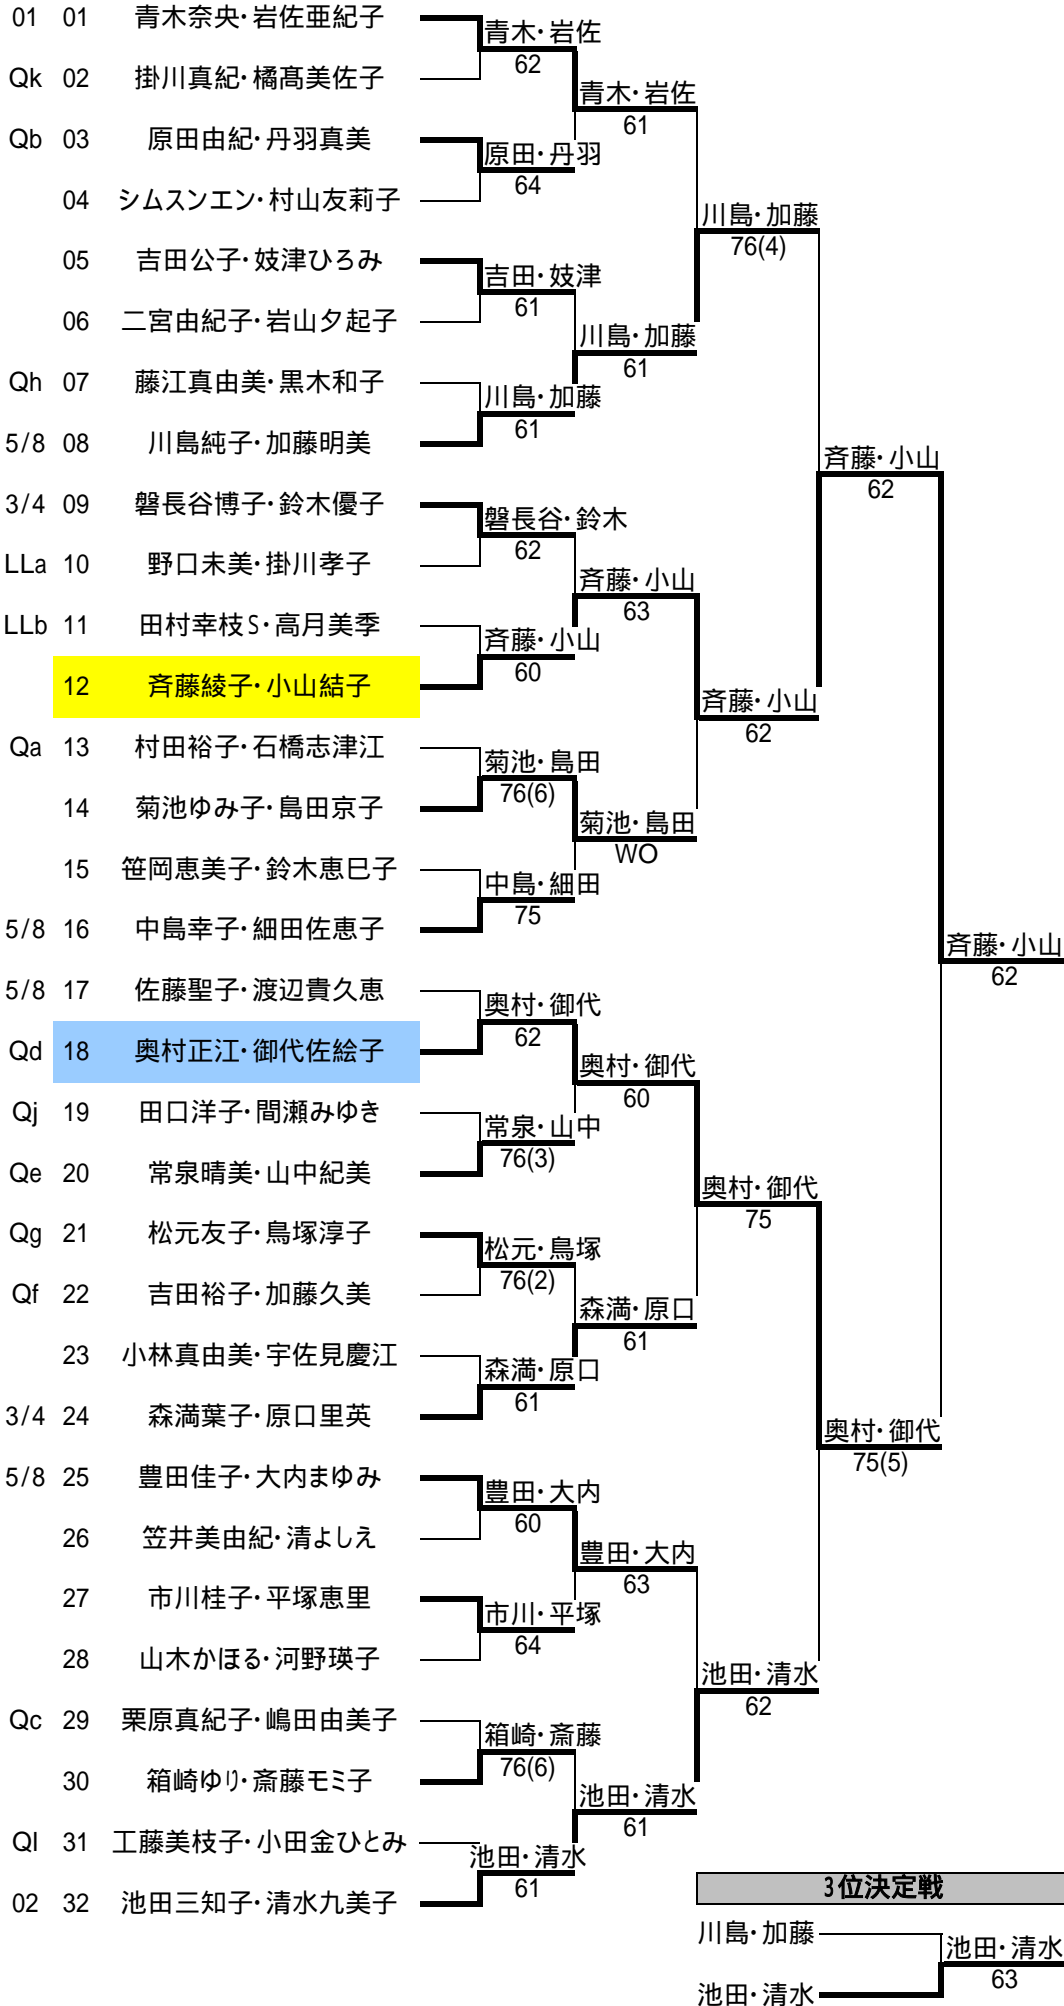 01 01 青木奈央・岩佐亜紀子
青木・岩佐
62
Qk 02 掛川真紀・橘髙美佐子
青木・岩佐
61
Qb 03 原田由紀・丹羽真美
原田・丹羽
64
04 シムスンエン・村山友莉子
川島・加藤
76(4)
05 吉田公子・妓津ひろみ
吉田・妓津
61
06 二宮由紀子・岩山夕起子
川島・加藤
61
Qh 07 藤江真由美・黒木和子
川島・加藤
61
5/8 08 川島純子・加藤明美
斉藤・小山
62
3/4 09 磐長谷博子・鈴木優子
磐長谷・鈴木
62
LLa 10 野口未美・掛川孝子
斉藤・小山
63
LLb 11 田村幸枝S・高月美季
斉藤・小山
60
12 斉藤綾子・小山結子
斉藤・小山
62
Qa 13 村田裕子・石橋志津江
菊池・島田
76(6)
14 菊池ゆみ子・島田京子
菊池・島田
WO
15 笹岡恵美子・鈴木恵巳子
中島・細田
75
5/8 16 中島幸子・細田佐恵子
斉藤・小山
62
5/8 17 佐藤聖子・渡辺貴久恵
奥村・御代
62
Qd 18 奥村正江・御代佐絵子
奥村・御代
60
Qj 19 田口洋子・間瀬みゆき
常泉・山中
76(3)
Qe 20 常泉晴美・山中紀美
奥村・御代
75
Qg 21 松元友子・鳥塚淳子
松元・鳥塚
76(2)
Qf 22 吉田裕子・加藤久美
森満・原口
61
23 小林真由美・宇佐見慶江
森満・原口
61
3/4 24 森満葉子・原口里英
奥村・御代
75(5)
5/8 25 豊田佳子・大内まゆみ
豊田・大内
60
26 笠井美由紀・清よしえ
豊田・大内
63
27 市川桂子・平塚恵里
市川・平塚
64
28 山木かほる・河野瑛子
池田・清水
62
Qc 29 栗原真紀子・嶋田由美子
箱崎・斎藤
76(6)
30 箱崎ゆり・斎藤モミ子
池田・清水
61
Ql 31 工藤美枝子・小田金ひとみ
池田・清水
61
02 32 池田三知子・清水九美子
3位決定戦
川島・加藤
池田・清水
63
池田・清水